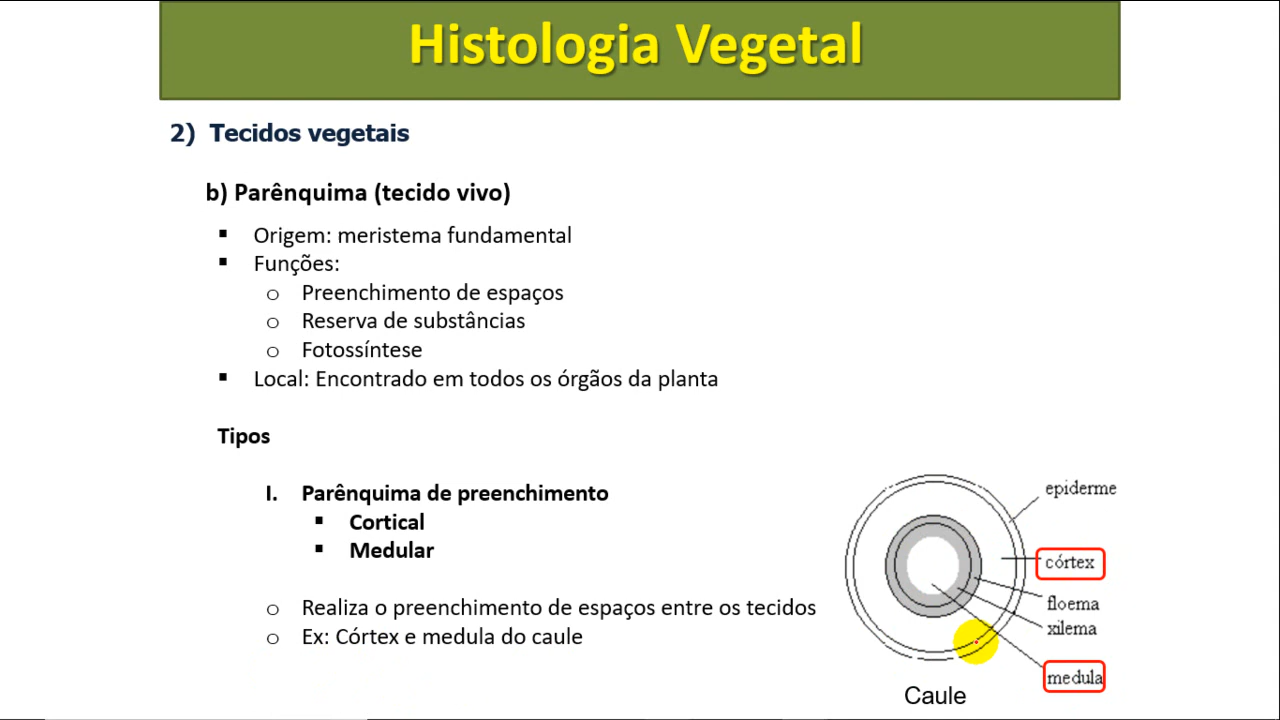 Histologia Vegetal
2) Tecidos vegetais
b) Parênquima (tecido vivo)
▪ Origem: meristema fundamental
▪ Funções:
o Preenchimento de espaços
o Reserva de substâncias
o Fotossíntese
▪ Local: Encontrado em todos os órgãos da planta
Tipos
I. Parênquima de preenchimento
▪ Cortical
▪ Medular
o Realiza o preenchimento de espaços entre os tecidos
o Ex: Córtex e medula do caule
epiderme
córtex
floema
xilema
medula
Caule